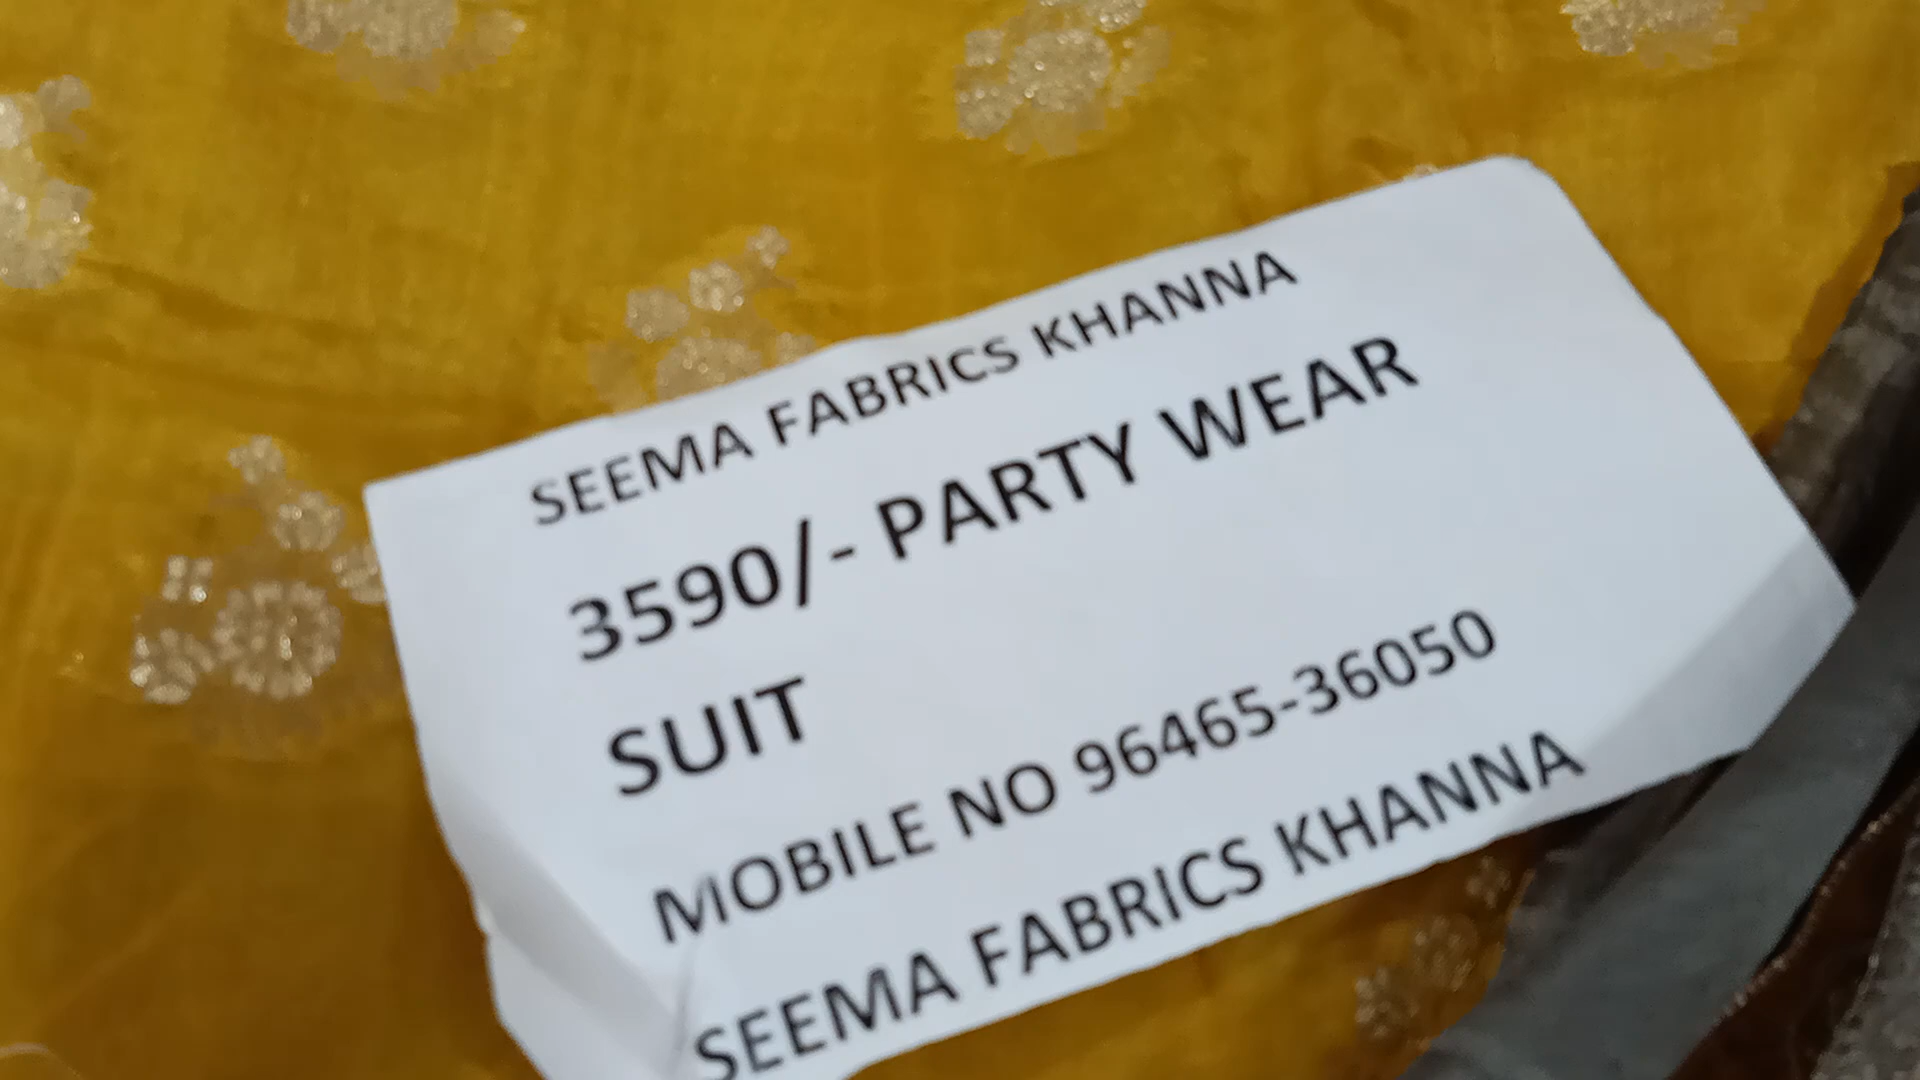 SEEMA FABRICS KHANNA
3590/- PARTY WEAR
SUIT
MOBILE NO 96465-36050
SEEMA FABRICS KHANNA